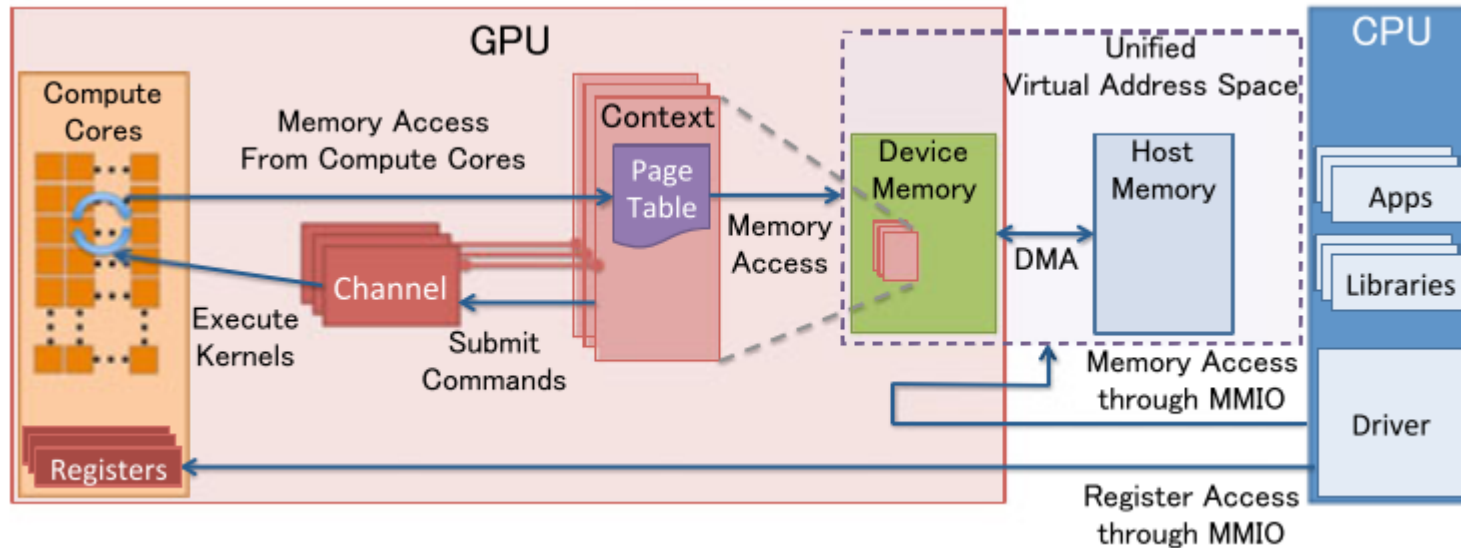 GPU
CPU
Unified
Virtual Address Space
Compute
Cores
Memory Access
From Compute Cores
Context
Page
Table
Memory
Access
Device
Memory
Host
Memory
DMA
Apps
Libraries
Channel
Execute
Kernels
Submit
Commands
Memory Access
through MMIO
Driver
Registers
Register Access
through MMIO